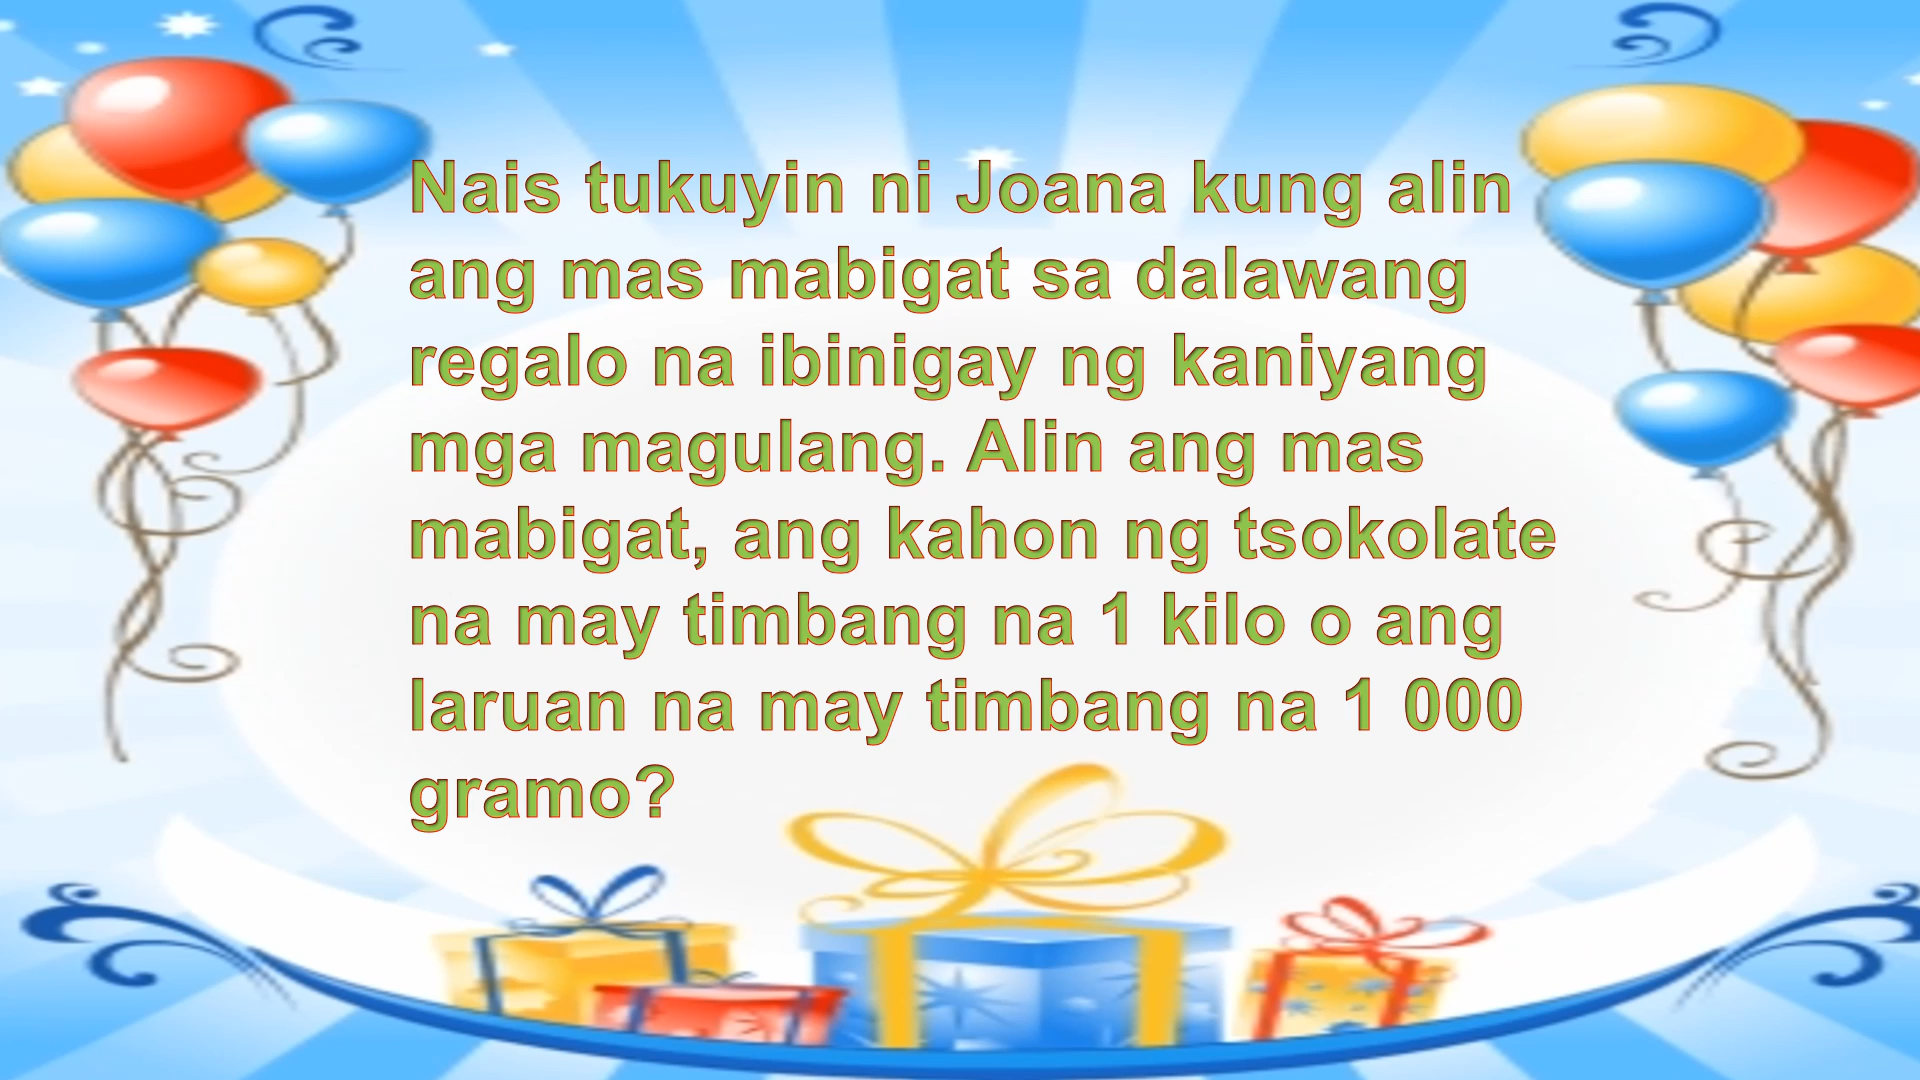 Nais tukuyin ni Joana kung alin
ang mas mabigat sa dalawang
regalo na ibinigay ng kaniyang
mga magulang. Alin ang mas
mabigat, ang kahon ng tsokolate
na may timbang na 1 kilo o ang
laruan na may timbang na 1 000
gramo?